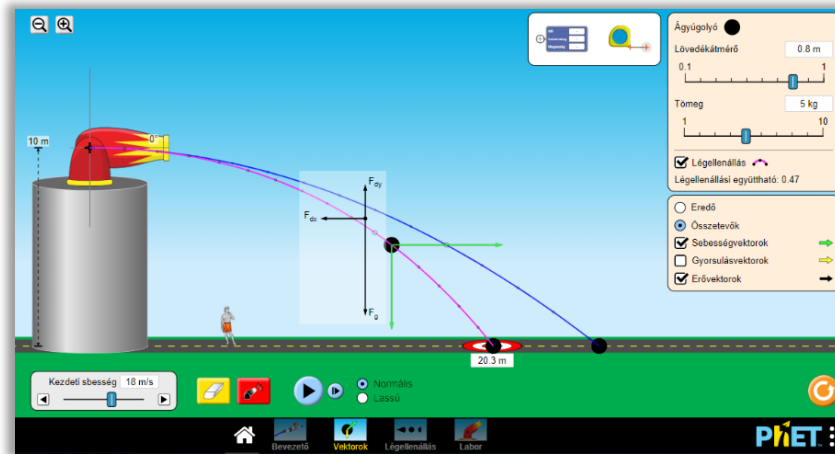 Ágyúgolyó
Lövedékátmérő 0.8 m
0.1 1
Tömeg 5 kg
1 10
Légellenállás
Légellenállási együttható: 0.47
Eredő
Összetevők
Sebességvektorok
Gyorsulásvektorok
Erővektorok
10 m
0°
Fdy
Fdx
Fg
20.3 m
Kezdeti sbesség 18 m/s
Normális
Lassú
Bevezető
Vektorok
Légellenállás
Labor
PhET